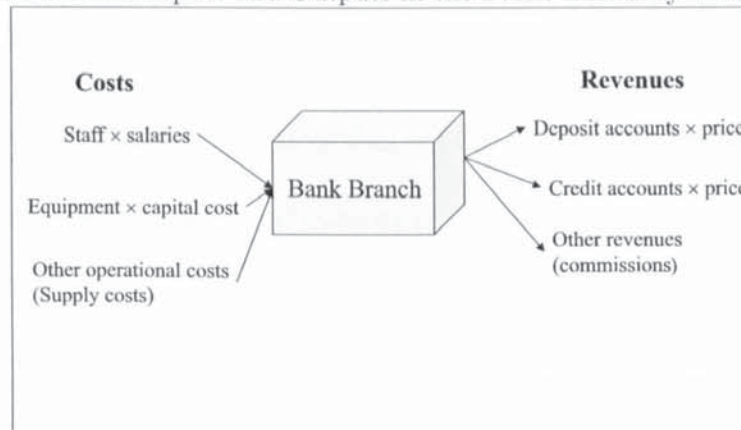 Costs
Revenues
Staff × salaries
Deposit accounts × price
Equipment × capital cost
Bank Branch
Credit accounts × price
Other operational costs
(Supply costs)
Other revenues
(commissions)